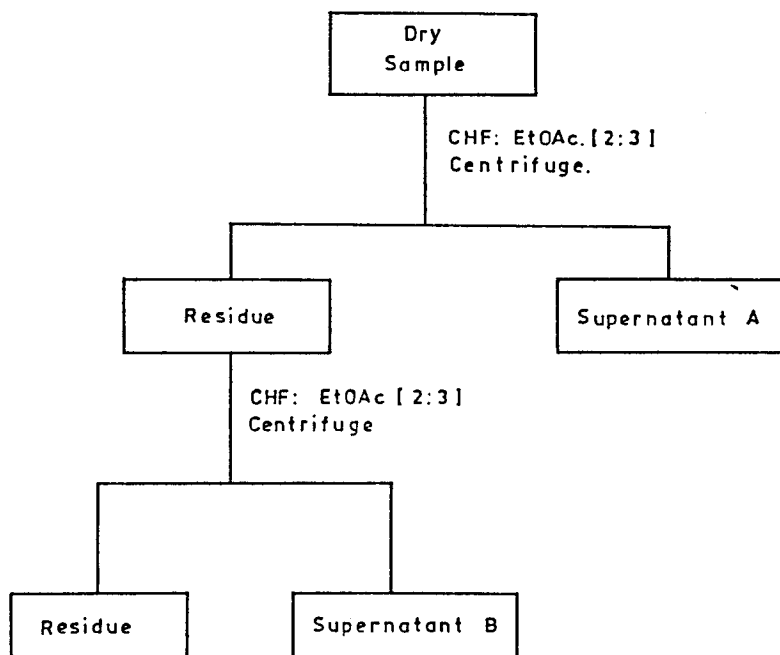 Dry
Sample
CHF: EtOAc.[2:3]
Centrifuge.
Residue
Supernatant A
CHF: EtOAc [2:3]
Centrifuge
Residue
Supernatant B